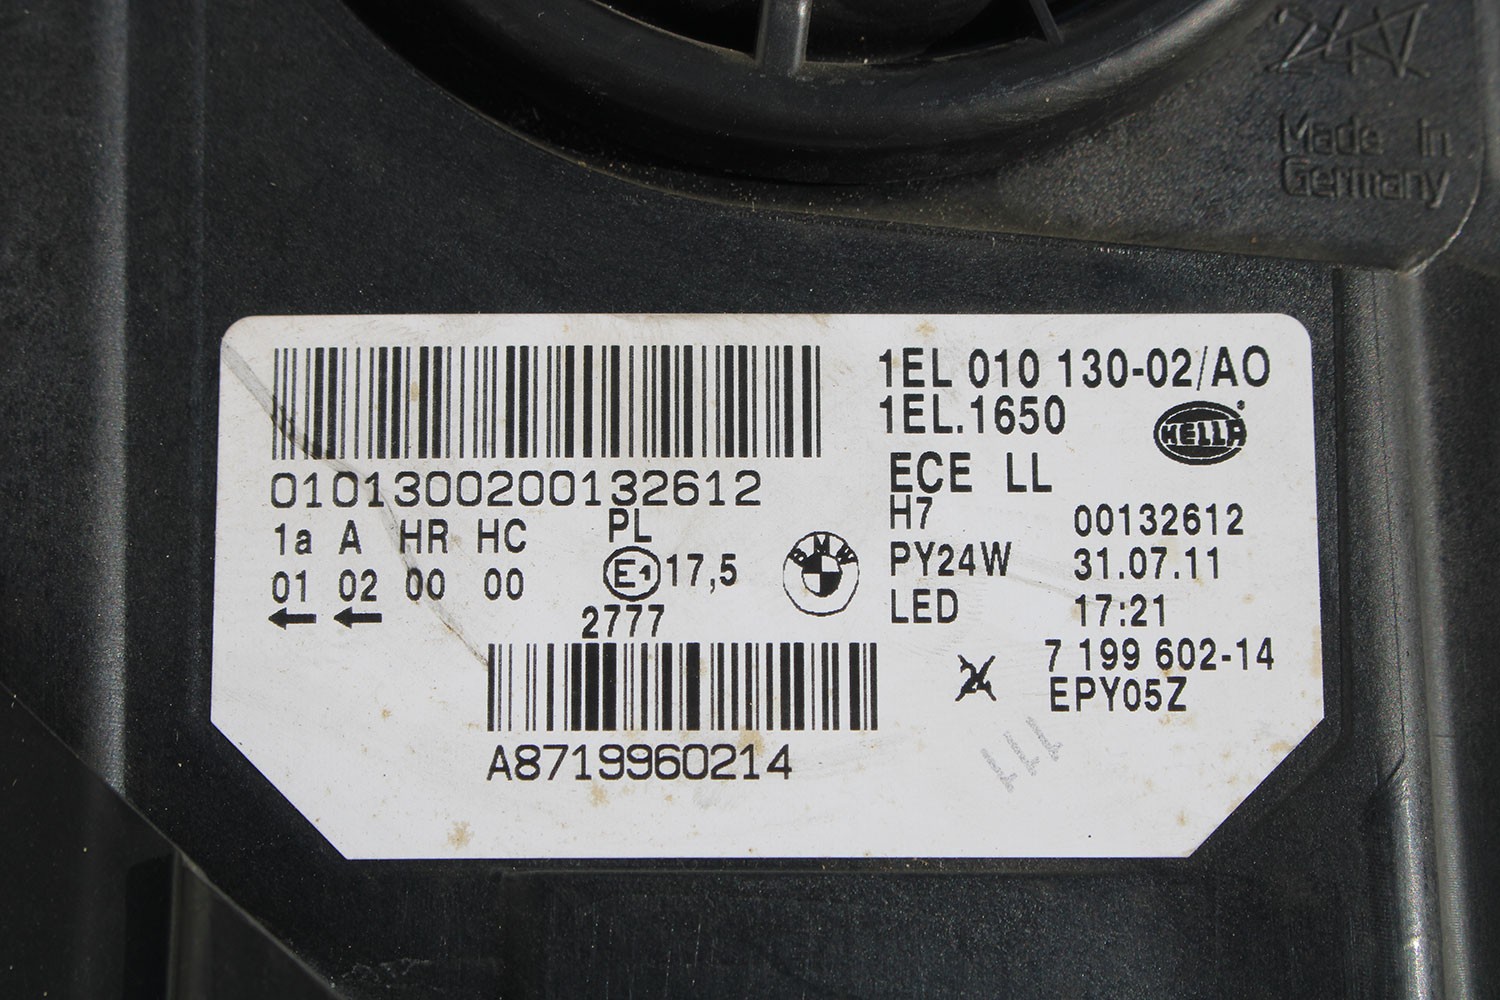 Made in
Germany
1EL 010 130-02/AO
1EL.1650
HELLA
0101300200132612
ECE LL
1a A HR HC PL
H7 00132612
01 02 00 00 E1 17,5
BMW
PY24W 31.07.11
2777
LED 17:21
7 199 602-14
EPY05Z
A8719960214
111